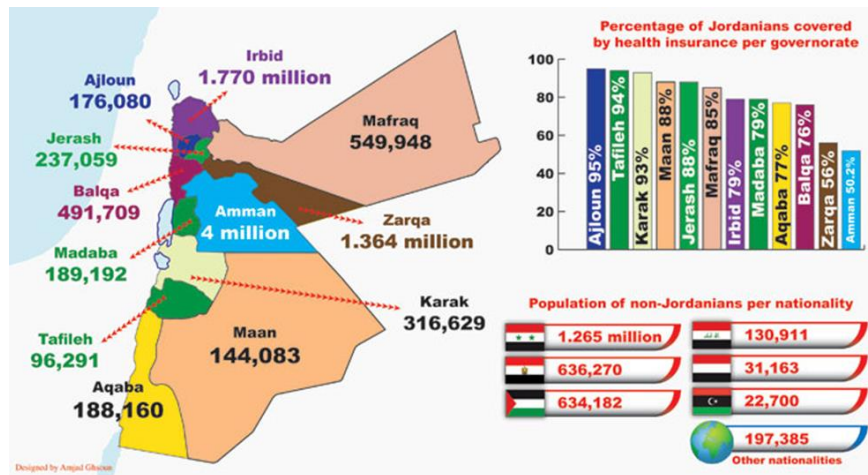 Irbid
1.770 million
Ajloun
176,080
Jerash
237,059
Balqa
491,709
Madaba
189,192
Tafileh
96,291
Aqaba
188,160
Mafraq
549,948
Amman
4 million
Zarqa
1.364 million
Karak
316,629
Maan
144,083
Designed by Amjad Ghsoun
Percentage of Jordanians covered
by health insurance per governorate
100
80
60
40
20
0
Ajloun 95%
Tafileh 94%
Karak 93%
Maan 88%
Jerash 88%
Mafraq 85%
Irbid 79%
Madaba 79%
Aqaba 77%
Balqa 76%
Zarqa 56%
Amman 50.2%
Population of non-Jordanians per nationality
1.265 million
636,270
634,182
130,911
31,163
22,700
197,385
Other nationalities